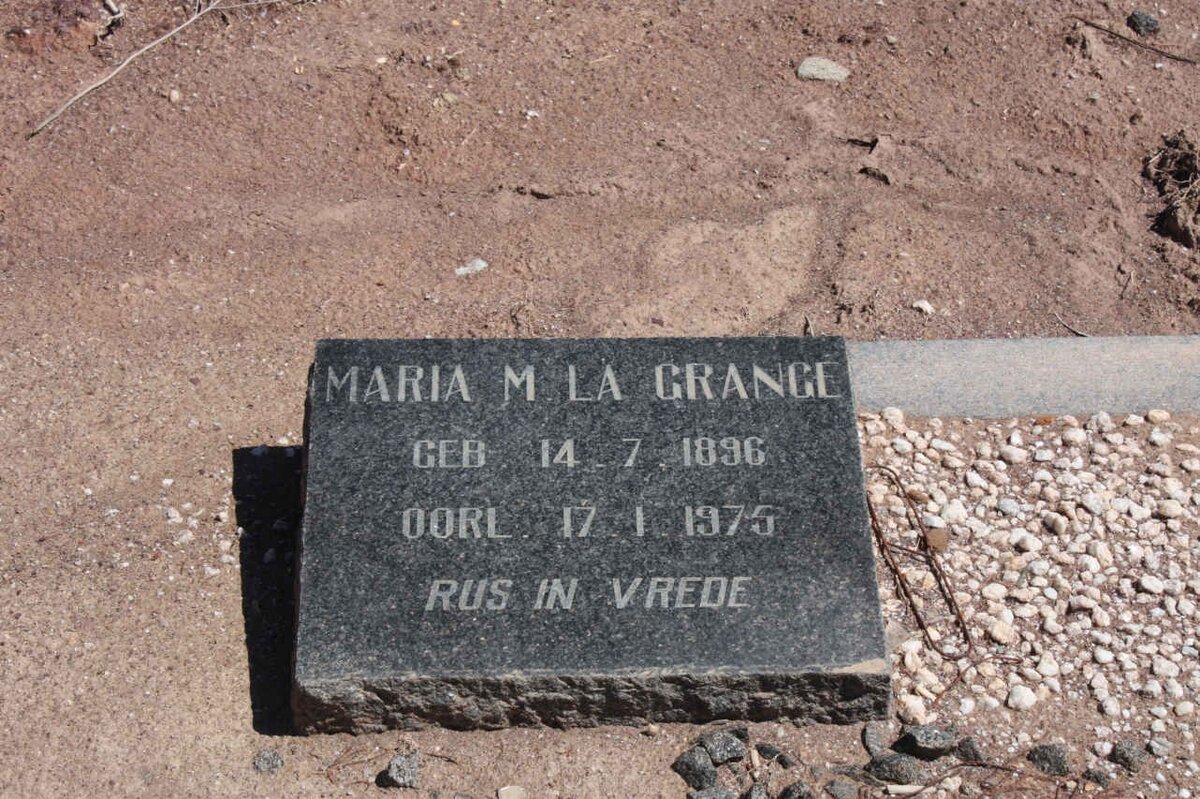 MARIA M. LA GRANGE
GEB. 14.7.1896
OORL. 17.1.1975
RUS IN VREDE